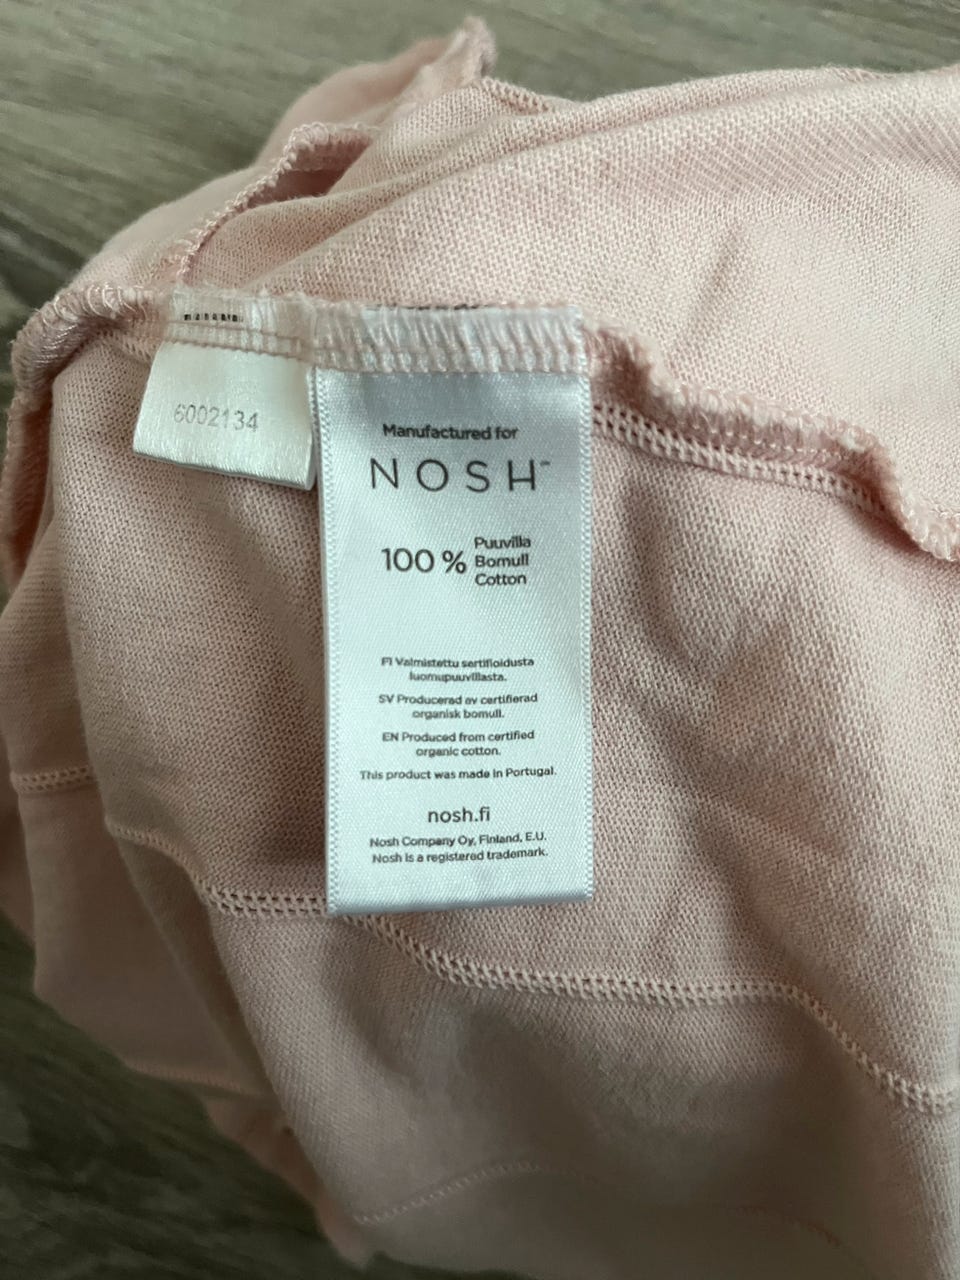 6002134
Manufactured for
NOSH™
100 % Puuvilla
Bomull
Cotton
FI Valmistettu sertifioidusta
luomupuuvillasta.
SV Producerad av certifierad
organisk bomull.
EN Produced from certified
organic cotton.
This product was made in Portugal.
nosh.fi
Nosh Company Oy, Finland, E.U.
Nosh is a registered trademark.